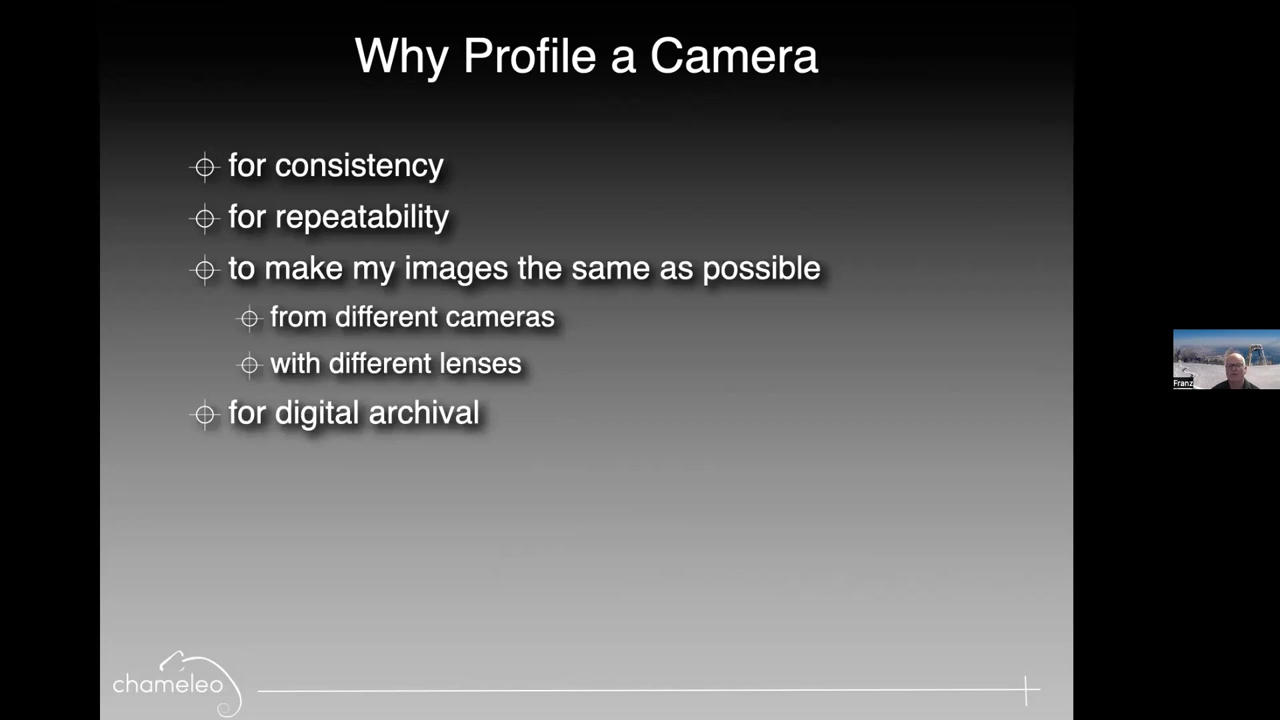 Why Profile a Camera
for consistency
for repeatability
to make my images the same as possible
from different cameras
with different lenses
for digital archival
Franz
chameleo